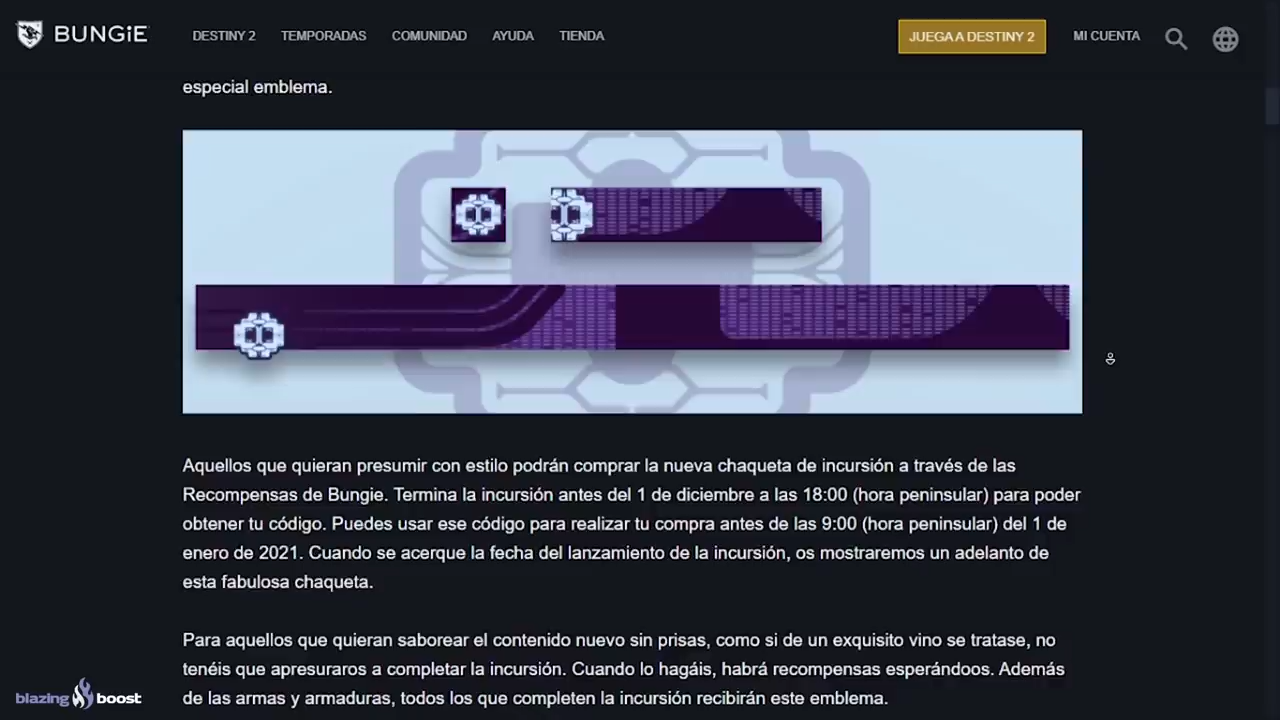 BUNGiE
DESTINY 2 TEMPORADAS COMUNIDAD AYUDA TIENDA JUEGA A DESTINY 2 MI CUENTA
especial emblema.
Aquellos que quieran presumir con estilo podrán comprar la nueva chaqueta de incursión a través de las
Recompensas de Bungie. Termina la incursión antes del 1 de diciembre a las 18:00 (hora peninsular) para poder
obtener tu código. Puedes usar ese código para realizar tu compra antes de las 9:00 (hora peninsular) del 1 de
enero de 2021. Cuando se acerque la fecha del lanzamiento de la incursión, os mostraremos un adelanto de
esta fabulosa chaqueta.
Para aquellos que quieran saborear el contenido nuevo sin prisas, como si de un exquisito vino se tratase, no
tenéis que apresuraros a completar la incursión. Cuando lo hagáis, habrá recompensas esperándoos. Además
de las armas y armaduras, todos los que completen la incursión recibirán este emblema.
blazing boost